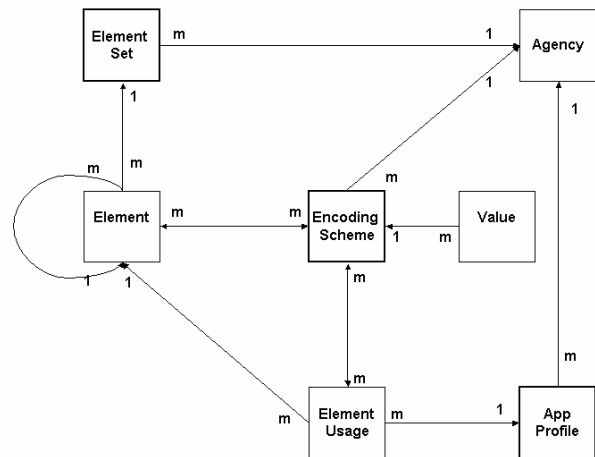 Element
Set
m
1
Agency
1
1
1
m
m
m
Element
m
m
Encoding
Scheme
1
m
Value
1
1
m
m
m
m
Element
Usage
m
1
App
Profile